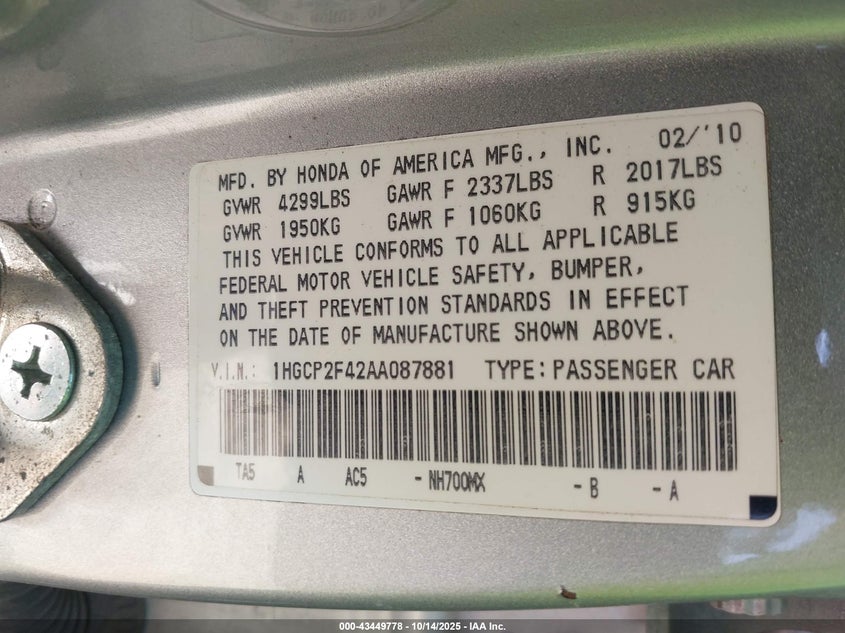 MFD. BY HONDA OF AMERICA MFG., INC. 02/'10
GVWR 4299LBS GAWR F 2337LBS R 2017LBS
GVWR 1950KG GAWR F 1060KG R 915KG
THIS VEHICLE CONFORMS TO ALL APPLICABLE
FEDERAL MOTOR VEHICLE SAFETY, BUMPER,
AND THEFT PREVENTION STANDARDS IN EFFECT
ON THE DATE OF MANUFACTURE SHOWN ABOVE.
V.I.N.: 1HGCP2F42AA087881 TYPE: PASSENGER CAR
TA5 A AC5 - NH700MX - B - A
000-43449778 - 10/14/2025 - IAA Inc.